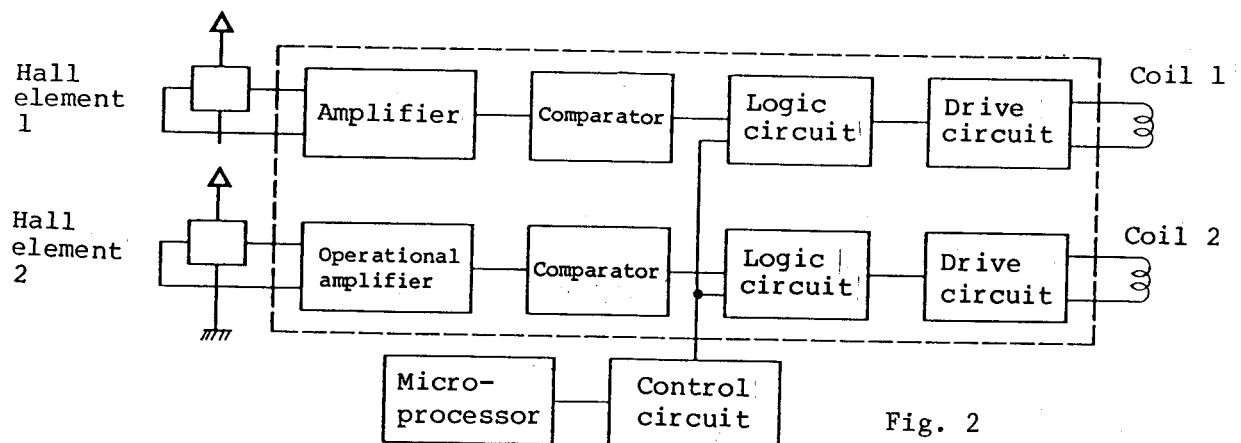 Hall
element
1
Amplifier
Comparator
Logic
circuit
Drive
circuit
Coil 1
Hall
element
2
Operational
amplifier
Comparator
Logic
circuit
Drive
circuit
Coil 2
Micro-
processor
Control
circuit
Fig. 2